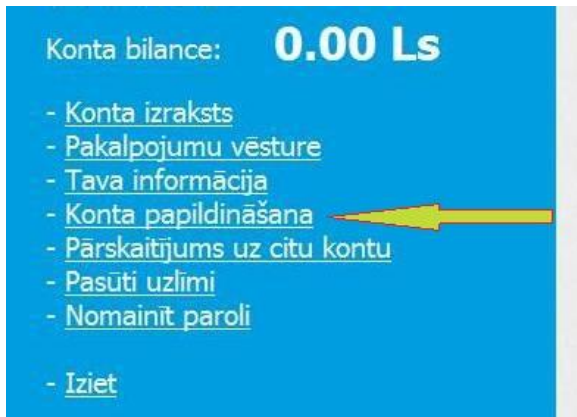 Konta bilance: 0.00 Ls
- Konta izraksts
- Pakalpojumu vēsture
- Tava informācija
- Konta papildināšana
- Pārskaitījums uz citu kontu
- Pasūti uzlīmi
- Nomainīt paroli
- Iziet